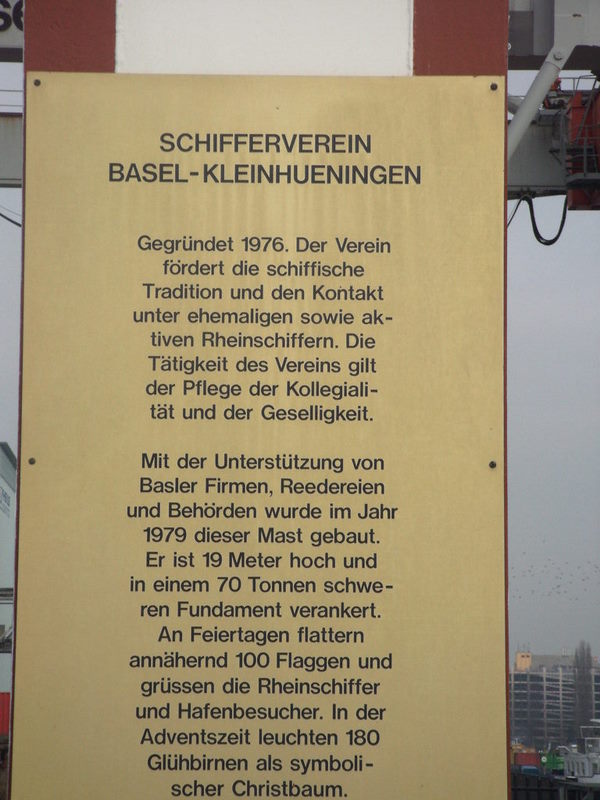 SCHIFFERVEREIN
BASEL-KLEINHUENINGEN
Gegründet 1976. Der Verein
fördert die schiffische
Tradition und den Kontakt
unter ehemaligen sowie ak-
tiven Rheinschiffern. Die
Tätigkeit des Vereins gilt
der Pflege der Kollegiali-
tät und der Geselligkeit.
Mit der Unterstützung von
Basler Firmen, Reedereien
und Behörden wurde im Jahr
1979 dieser Mast gebaut.
Er ist 19 Meter hoch und
in einem 70 Tonnen schwe-
ren Fundament verankert.
An Feiertagen flattern
annähernd 100 Flaggen und
grüssen die Rheinschiffer
und Hafenbesucher. In der
Adventszeit leuchten 180
Glühbirnen als symboli-
scher Christbaum.